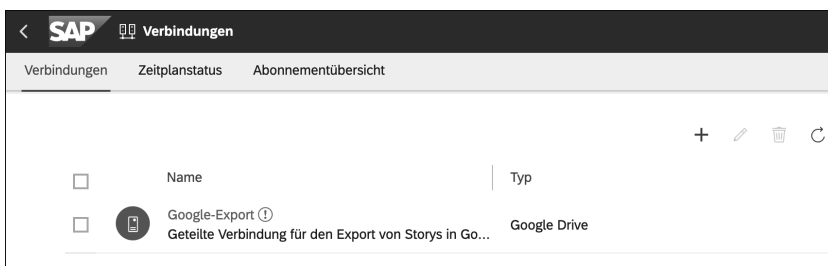 SAP Verbindungen
Verbindungen Zeitplanstatus Abonnementübersicht
Name Typ
Google-Export
Geteilte Verbindung für den Export von Storys in Go... Google Drive